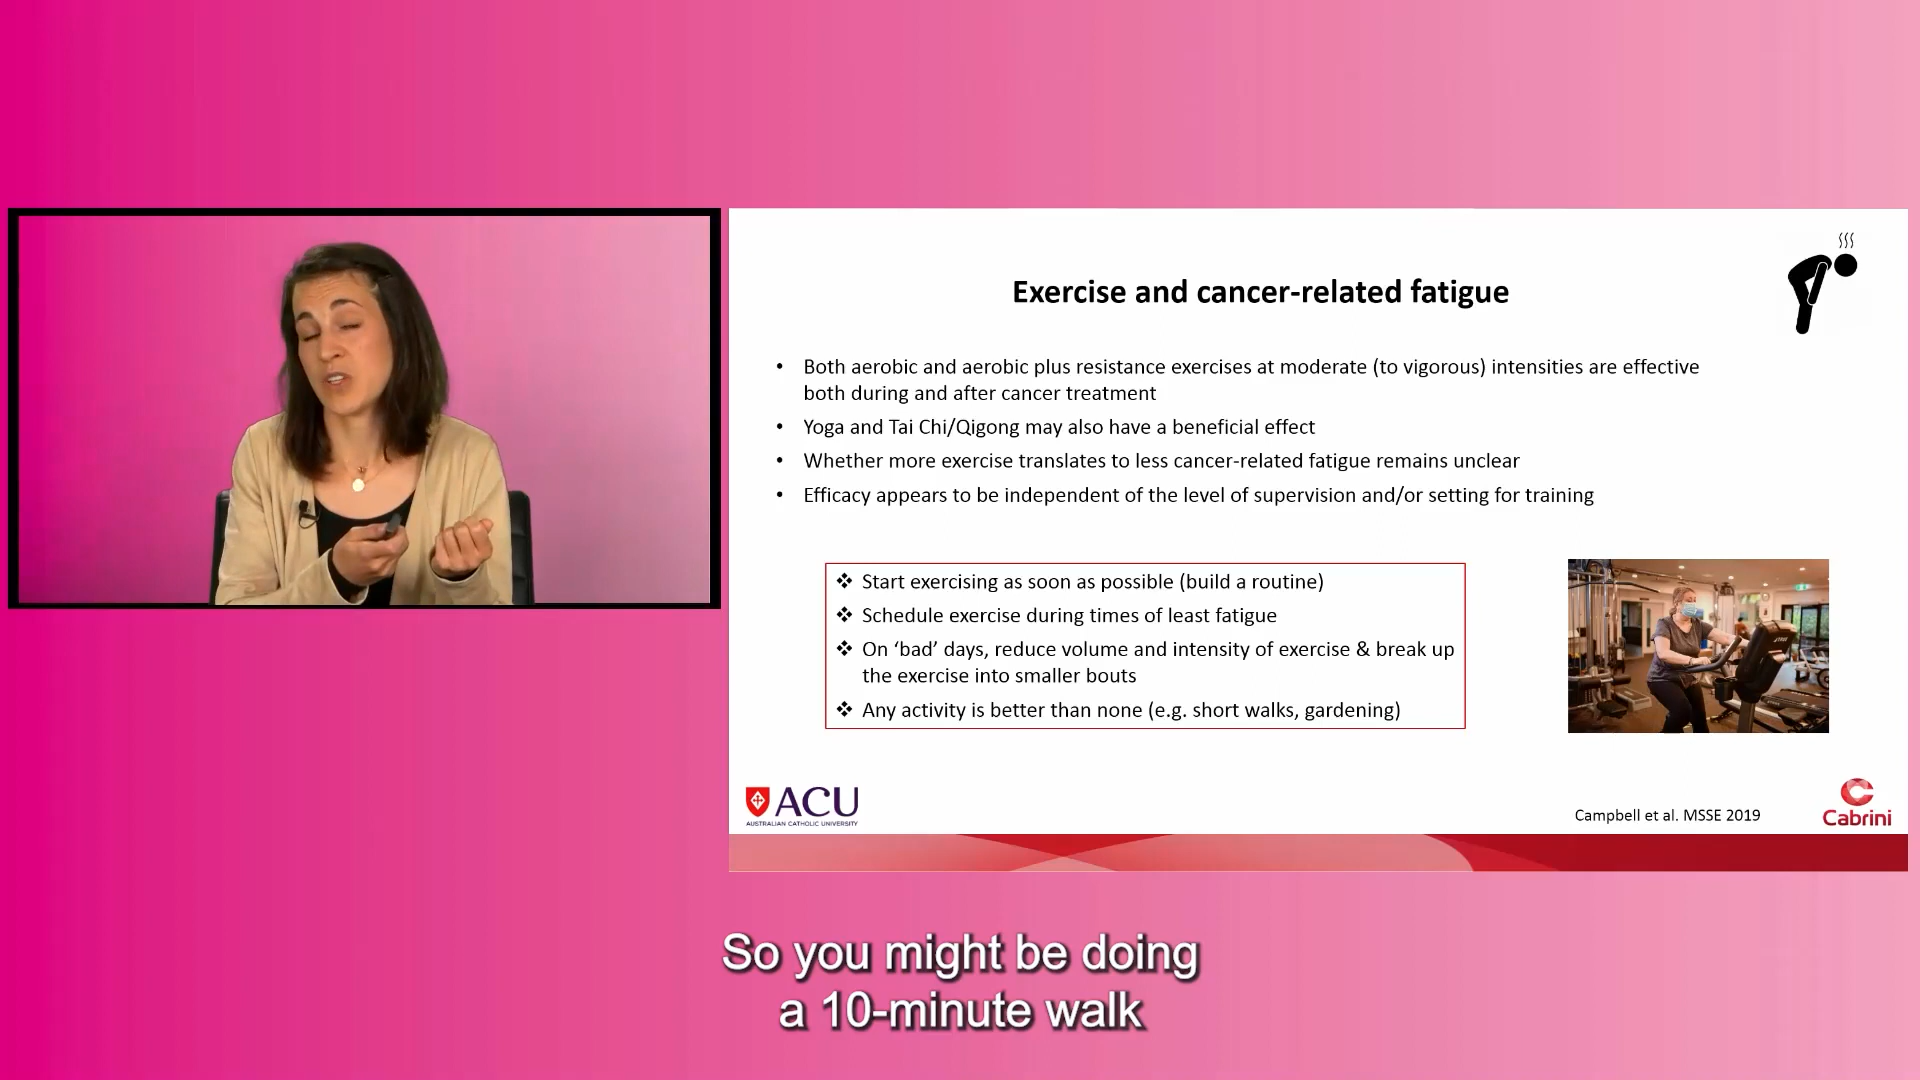 Exercise and cancer-related fatigue
• Both aerobic and aerobic plus resistance exercises at moderate (to vigorous) intensities are effective
both during and after cancer treatment
• Yoga and Tai Chi/Qigong may also have a beneficial effect
• Whether more exercise translates to less cancer-related fatigue remains unclear
• Efficacy appears to be independent of the level of supervision and/or setting for training
❖ Start exercising as soon as possible (build a routine)
❖ Schedule exercise during times of least fatigue
❖ On ‘bad’ days, reduce volume and intensity of exercise & break up
the exercise into smaller bouts
❖ Any activity is better than none (e.g. short walks, gardening)
ACU
AUSTRALIAN CATHOLIC UNIVERSITY
Campbell et al. MSSE 2019
Cabrini
So you might be doing
a 10-minute walk